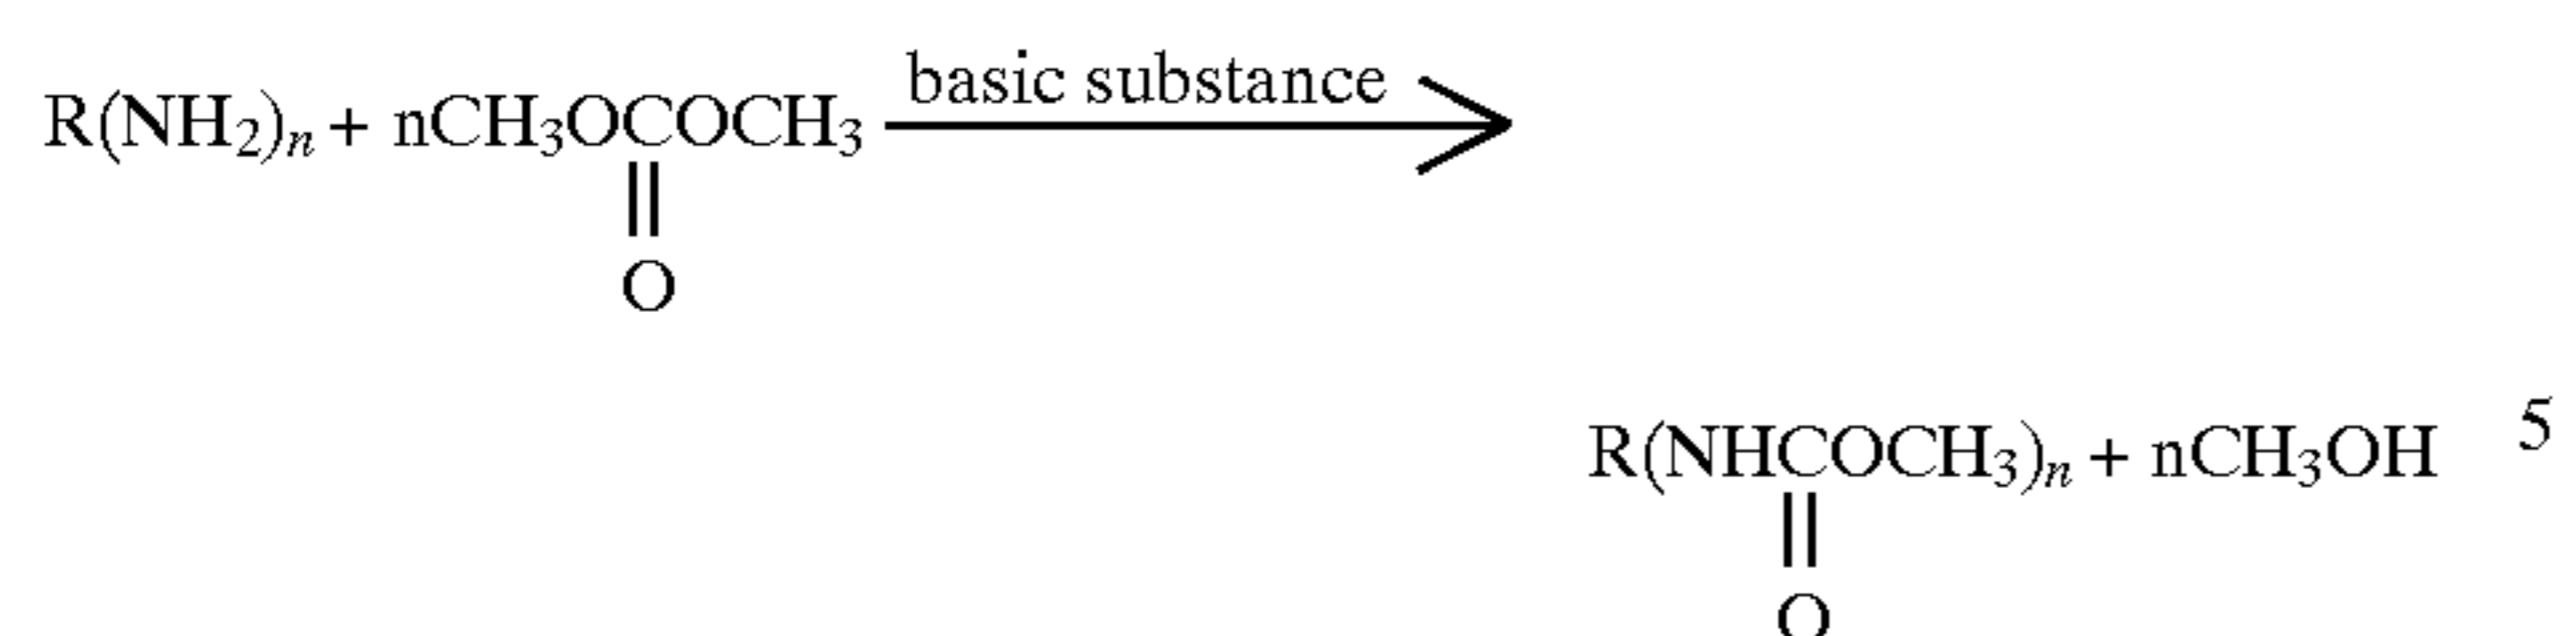 basic substance
R(NH₂)ₙ + nCH₃OCOCH₃
O
R(NHCOCH₃)ₙ + nCH₃OH 5
O